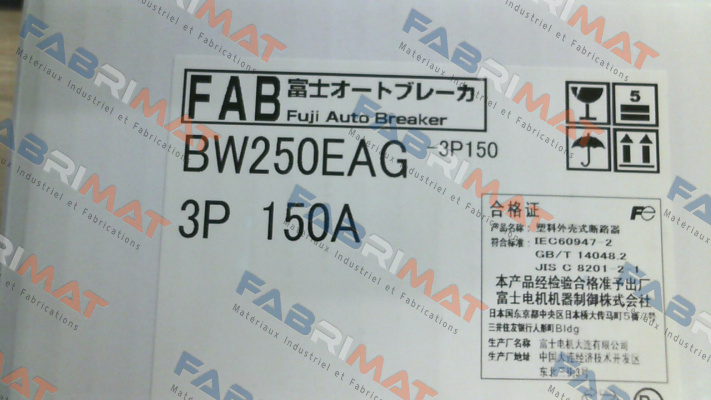 FAB 富士オートブレーカ
Fuji Auto Breaker
BW250EAG -3P150
3P 150A
5
合格证 Fe
产品名称: 塑料外壳式断路器
符合标准: IEC60947-2
GB/T 14048.2
JIS C 8201-2-1
本产品经检验合格准予出厂
富士电机机器制御株式会社
日本国东京都中央区日本桥大传马町5番7号
三井住友银行人形町Bldg
生产厂名: 富士电机大连有限公司
生产厂地址: 中国大连经济技术开发区
FABRIMAT
Matériaux Industriel et Fabrications